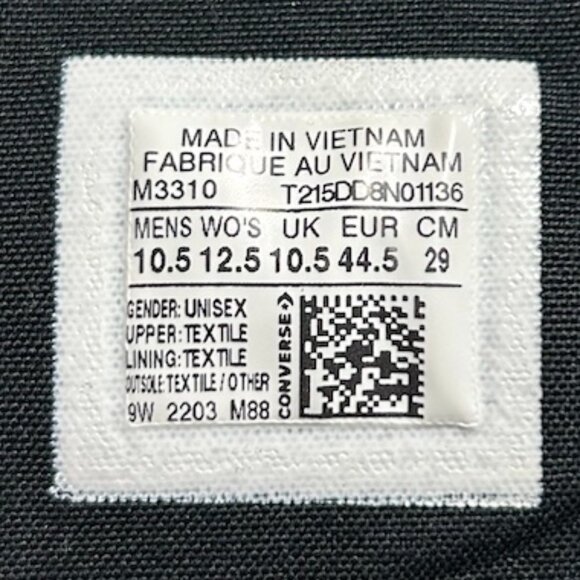 MADE IN VIETNAM
FABRIQUE AU VIETNAM
M3310 T215DD8N01136
MENS WO'S UK EUR CM
10.5 12.5 10.5 44.5 29
GENDER: UNISEX
UPPER: TEXTILE
LINING: TEXTILE
OUTSOLE: TEXTILE / OTHER
9W 2203 M88
CONVERSE